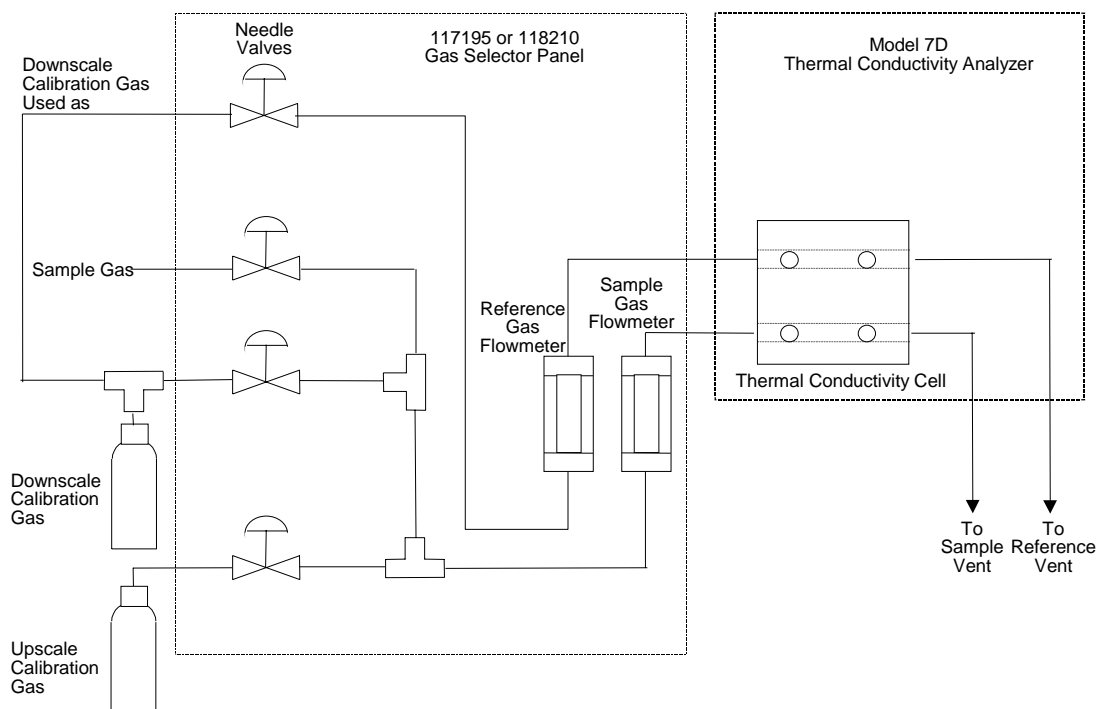 Needle
Valves
117195 or 118210
Gas Selector Panel
Model 7D
Thermal Conductivity Analyzer
Downscale
Calibration Gas
Used as
Sample Gas
Reference
Gas
Flowmeter
Sample
Gas
Flowmeter
Thermal Conductivity Cell
Downscale
Calibration
Gas
To
Sample
Vent
To
Reference
Vent
Upscale
Calibration
Gas